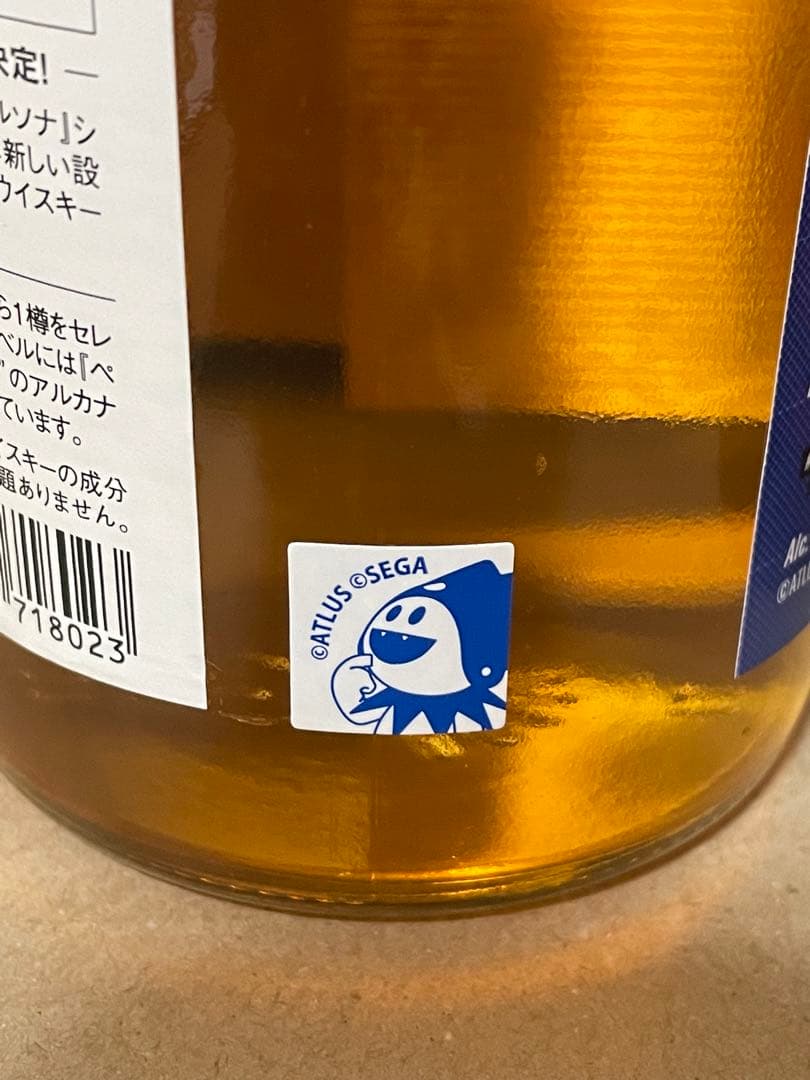 決定! ―
ルソナ』シ
新しい設
ウイスキー
ら1樽をセレ
ベルには『ペ
のアルカナ
ています。
イスキーの成分
題ありません。
718023
©ATLUS ©SEGA
Alc.
©ATL